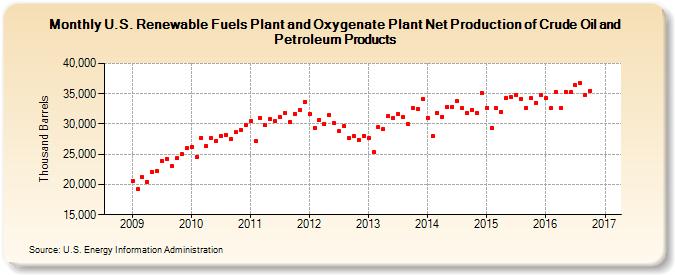 Monthly U.S. Renewable Fuels Plant and Oxygenate Plant Net Production of Crude Oil and
Petroleum Products
Thousand Barrels
40,000
35,000
30,000
25,000
20,000
15,000
2009 2010 2011 2012 2013 2014 2015 2016 2017
Source: U.S. Energy Information Administration